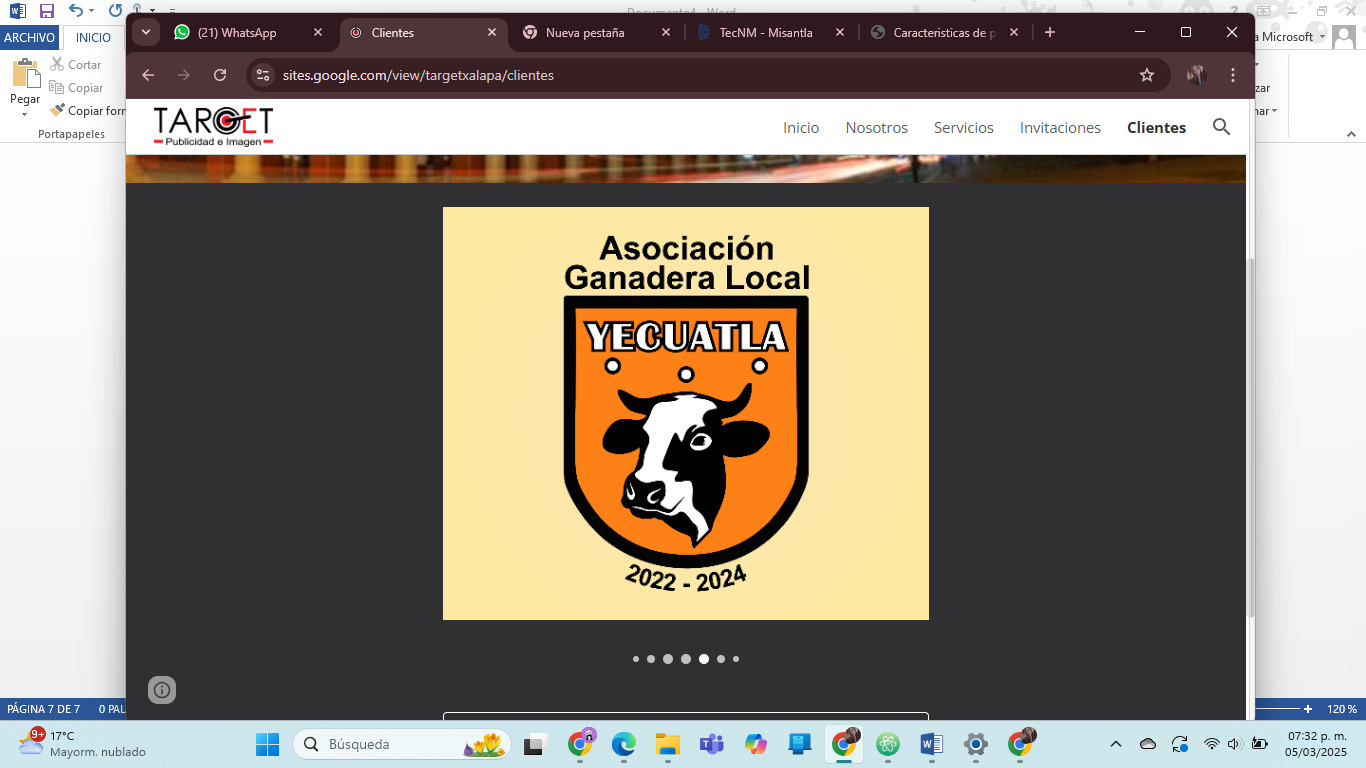 Documento4 - Word
ARCHIVO
INICIO
a Microsoft
Pegar
Cortar
Copiar
Copiar for
Portapapeles
zar
nar
(21) WhatsApp
Clientes
Nueva pestaña
TecNM - Misantla
Caracteristicas de p
sites.google.com/view/targetxalapa/clientes
TARGET
Publicidad e Imagen
Inicio
Nosotros
Servicios
Invitaciones
Clientes
Asociación
Ganadera Local
YECUATLA
2022 - 2024
PÁGINA 7 DE 7
0 PAL
120 %
9+
17°C
Mayorm. nublado
Búsqueda
07:32 p. m.
05/03/2025